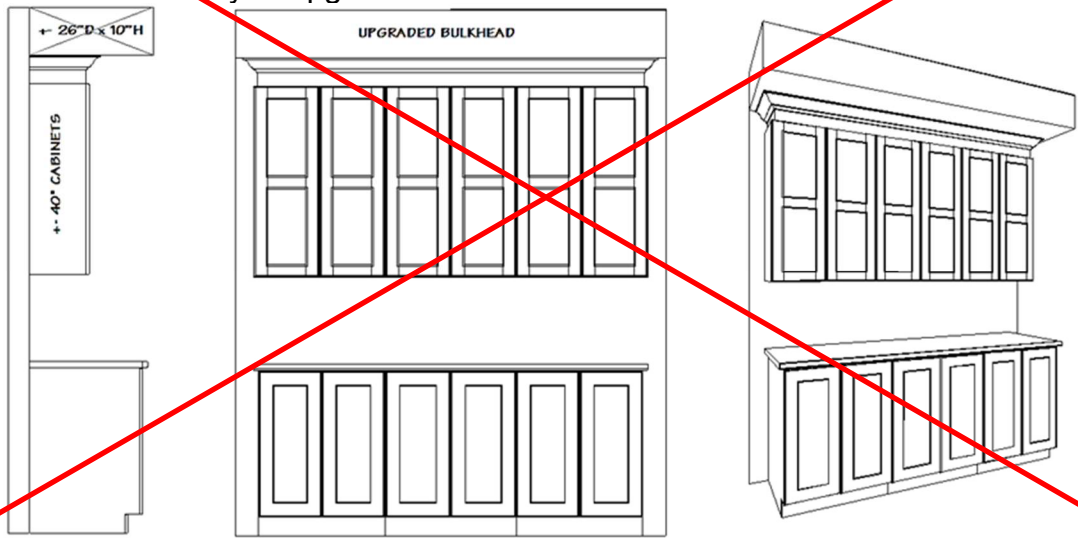 +- 26"D x 10"H
UPGRADED BULKHEAD
+- 40" CABINETS